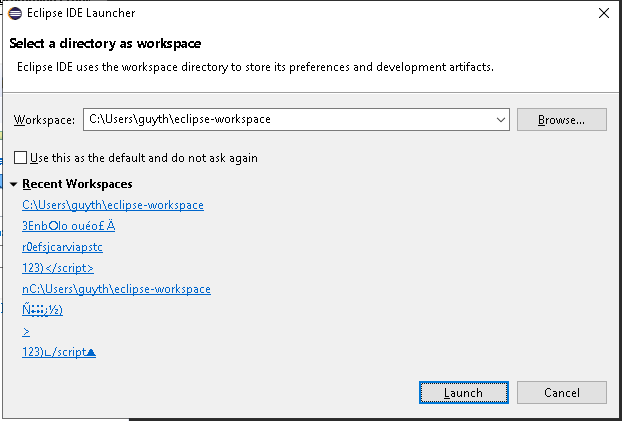 Eclipse IDE Launcher
Select a directory as workspace
Eclipse IDE uses the workspace directory to store its preferences and development artifacts.
Workspace: C:\Users\guyth\eclipse-workspace Browse...
Use this as the default and do not ask again
Recent Workspaces
C:\Users\guyth\eclipse-workspace
3EnbOlo ouéo£ Ä
r0efsjcarviapstc
123)</script>
nC:\Users\guyth\eclipse-workspace
½)
>
123)∟/script▲
Launch Cancel